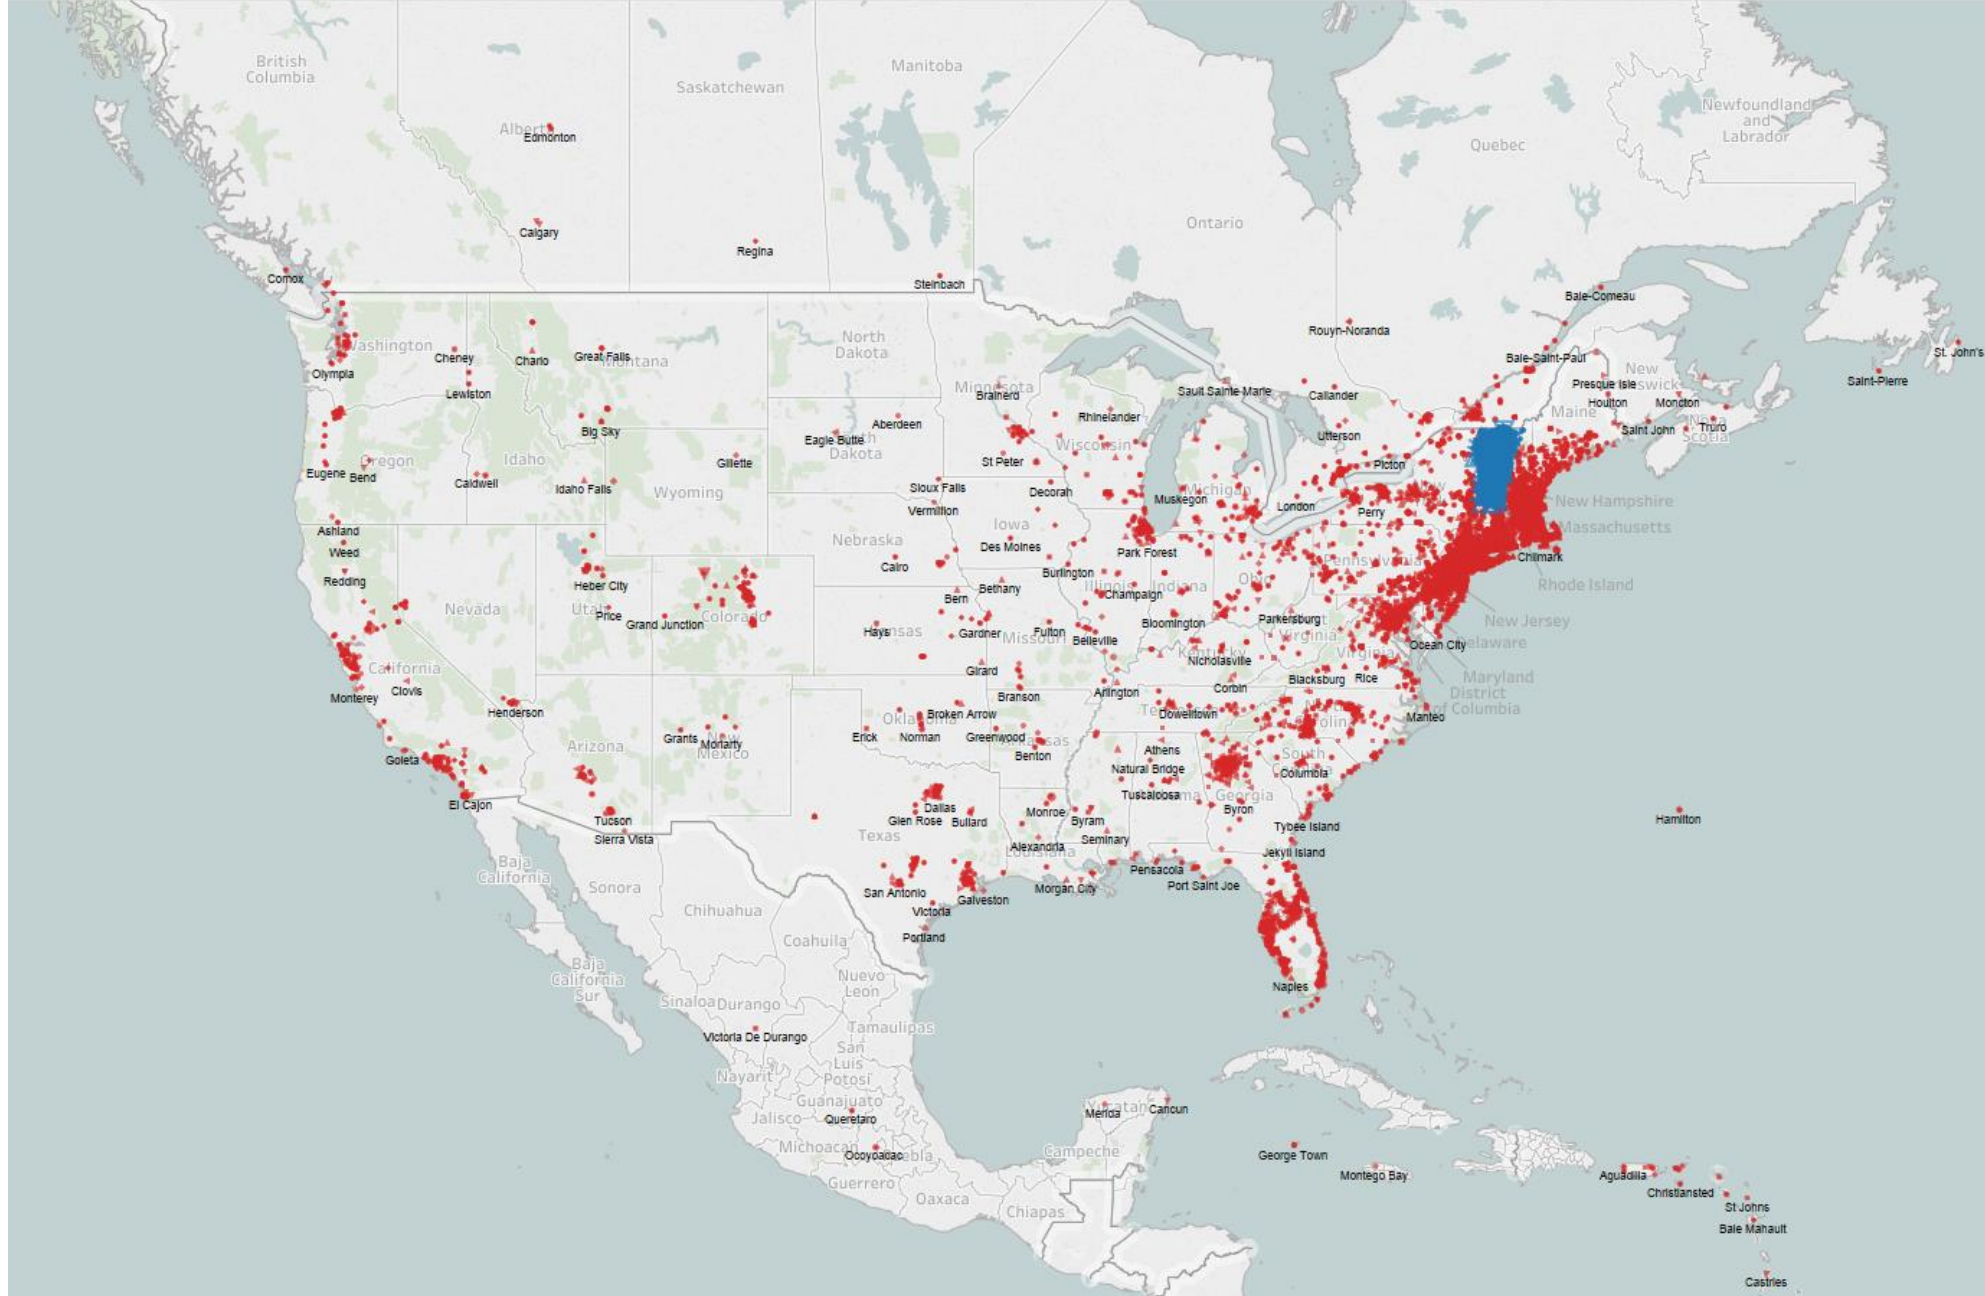 British
Columbia
Alberta
Edmonton
Saskatchewan
Manitoba
Newfoundland
and
Labrador
Quebec
Ontario
Calgary
Regina
Comox
Steinbach
Baie-Comeau
Rouyn-Noranda
St. John's
Saint-Pierre
Washington
Olympia
Cheney
Lewiston
Charlo
Great Falls
Montana
North
Dakota
Minnesota
Brainerd
Sault Sainte Marie
Callander
Baie-Saint-Paul
Presque Isle
New
Houlton
Moncton
Maine
Saint John
Truro
Scotia
Big Sky
Aberdeen
Eagle Butte
Dakota
Rhinelander
Wisconsin
Utterson
Picton
Eugene
Bend
Oregon
Idaho
Caldwell
Idaho Falls
Gillette
Wyoming
St Peter
Sioux Falls
Vermillion
Decorah
Muskegon
Michigan
London
Perry
New Hampshire
Massachusetts
Chilmark
Rhode Island
Ashland
Weed
Redding
Iowa
Des Moines
Nebraska
Cairo
Park Forest
Burlington
Pennsylvania
Heber City
Nevada
Utah
Price
Grand Junction
Colorado
Bern
Bethany
Illinois
Champaign
Indiana
Ohio
New Jersey
Hays
Kansas
Gardner
Missouri
Fulton
Belleville
Bloomington
Parkersburg
Virginia
Virginia
Ocean City
Delaware
Maryland
District
of Columbia
California
Monterey
Clovis
Girard
Branson
Kentucky
Nicholasville
Blacksburg
Rice
Corbin
Arlington
Henderson
Manteo
Oklahoma
Broken Arrow
Erick
Norman
Greenwood
Arkansas
Benton
Dowelltown
Carolina
Arizona
Grants
Moriarty
New
Mexico
Goleta
Athens
Natural Bridge
South
Columbia
El Cajon
Tucson
Sierra Vista
Dallas
Glen Rose
Bullard
Texas
Monroe
Byram
Tuscaloosa
Georgia
Byron
Tybee Island
Hamilton
Alexandria
Seminary
Louisiana
Jekyll Island
Baja
California
Sonora
San Antonio
Victoria
Galveston
Morgan City
Pensacola
Port Saint Joe
Chihuahua
Coahuila
Portland
Baja
California
Sur
Nuevo
Leon
Naples
Sinaloa
Durango
Tamaulipas
Victoria De Durango
San
Luis
Potosi
Nayarit
Guanajuato
Jalisco
Queretaro
Yucatan
Merida
Cancun
Michoacan
Ocoyoacac
Puebla
Campeche
George Town
Montego Bay
Aguadilla
Christiansted
Guerrero
Oaxaca
Chiapas
St Johns
Baie Mahault
Castries